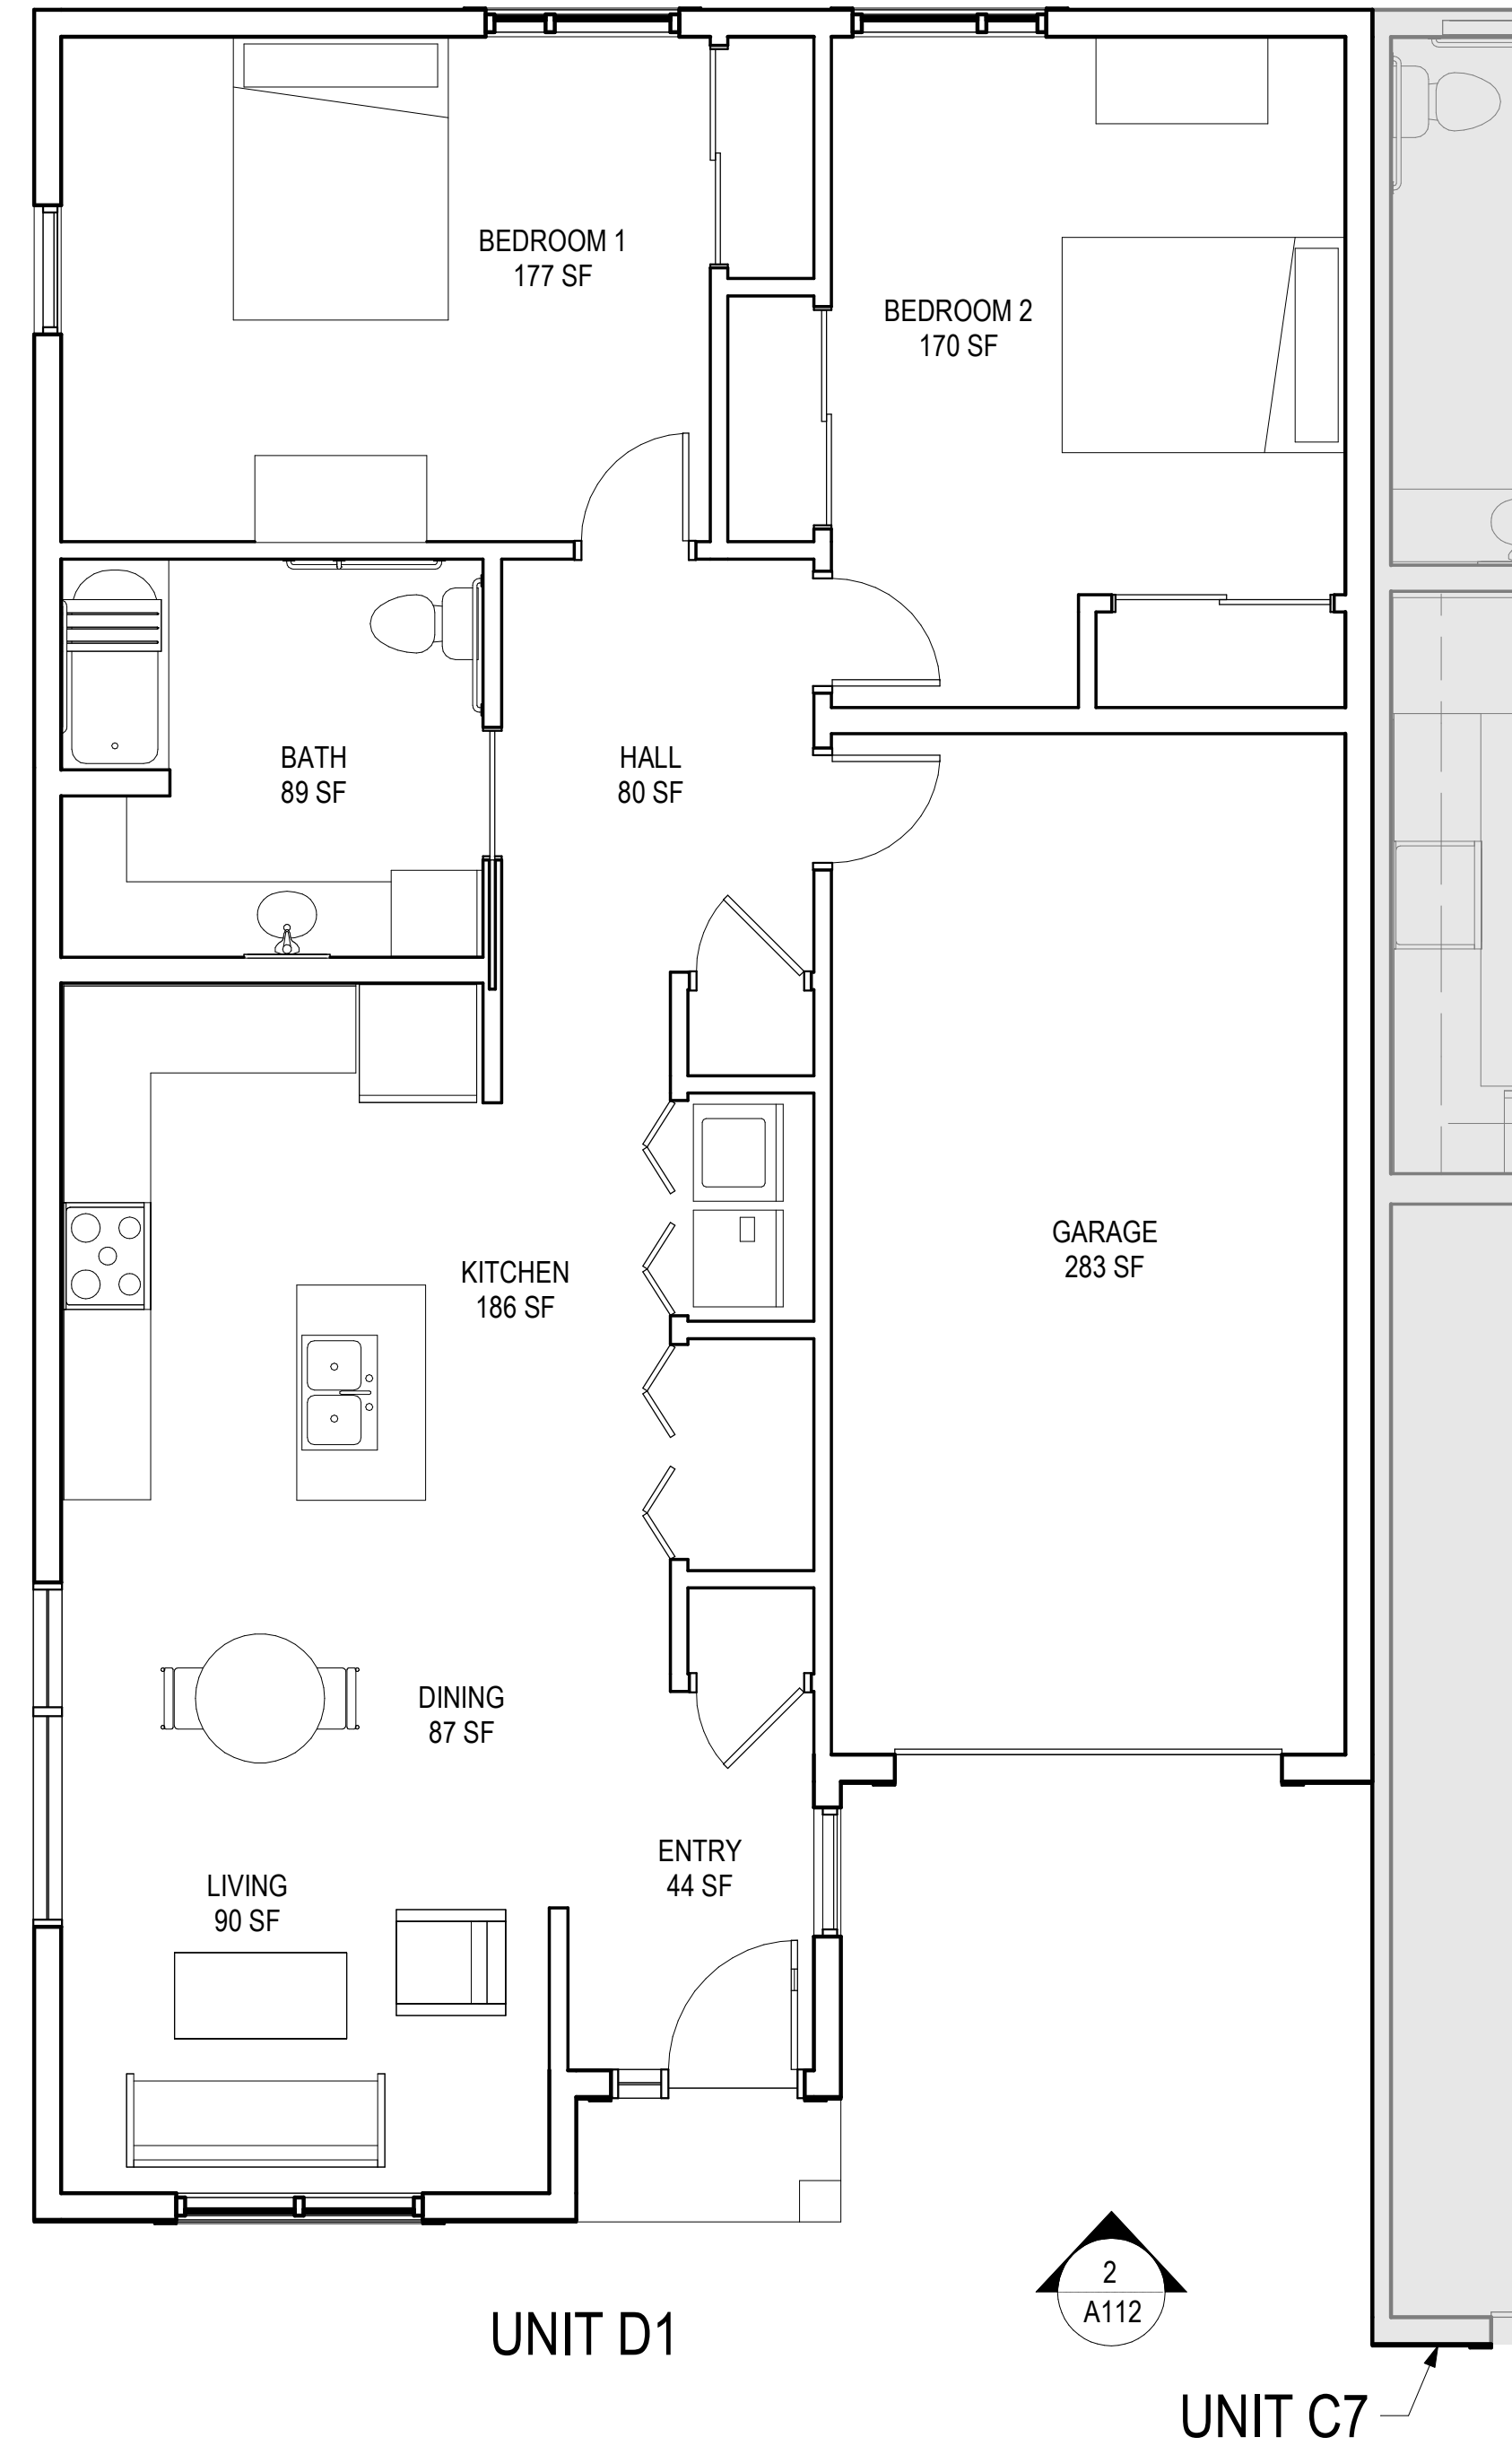 BEDROOM 1
177 SF
BEDROOM 2
170 SF
BATH
89 SF
HALL
80 SF
KITCHEN
186 SF
GARAGE
283 SF
DINING
87 SF
ENTRY
44 SF
LIVING
90 SF
2
A112
UNIT D1
UNIT C7